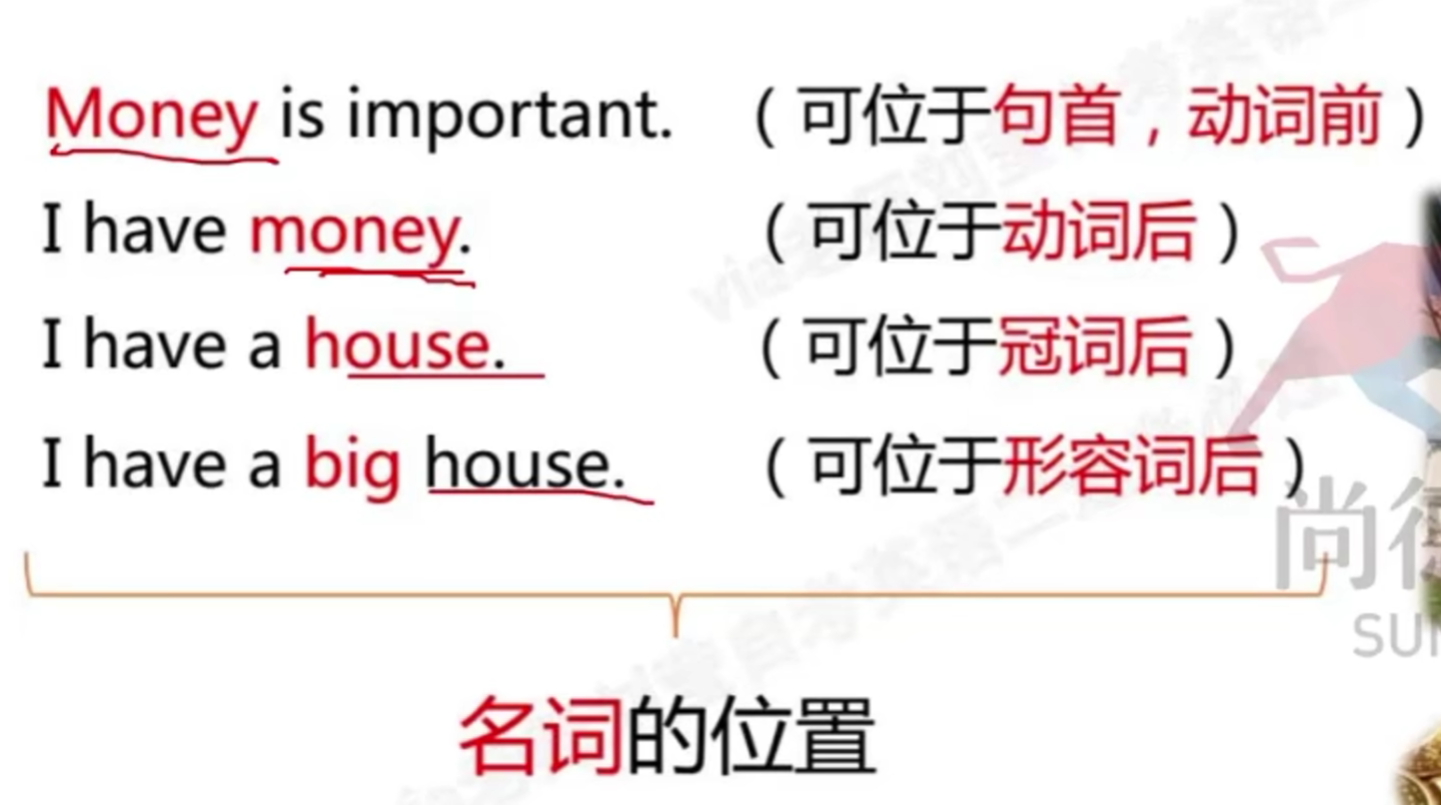 Money is important. （可位于句首，动词前）
I have money. （可位于动词后）
I have a house. （可位于冠词后）
I have a big house. （可位于形容词后）
尚
SU
名词的位置